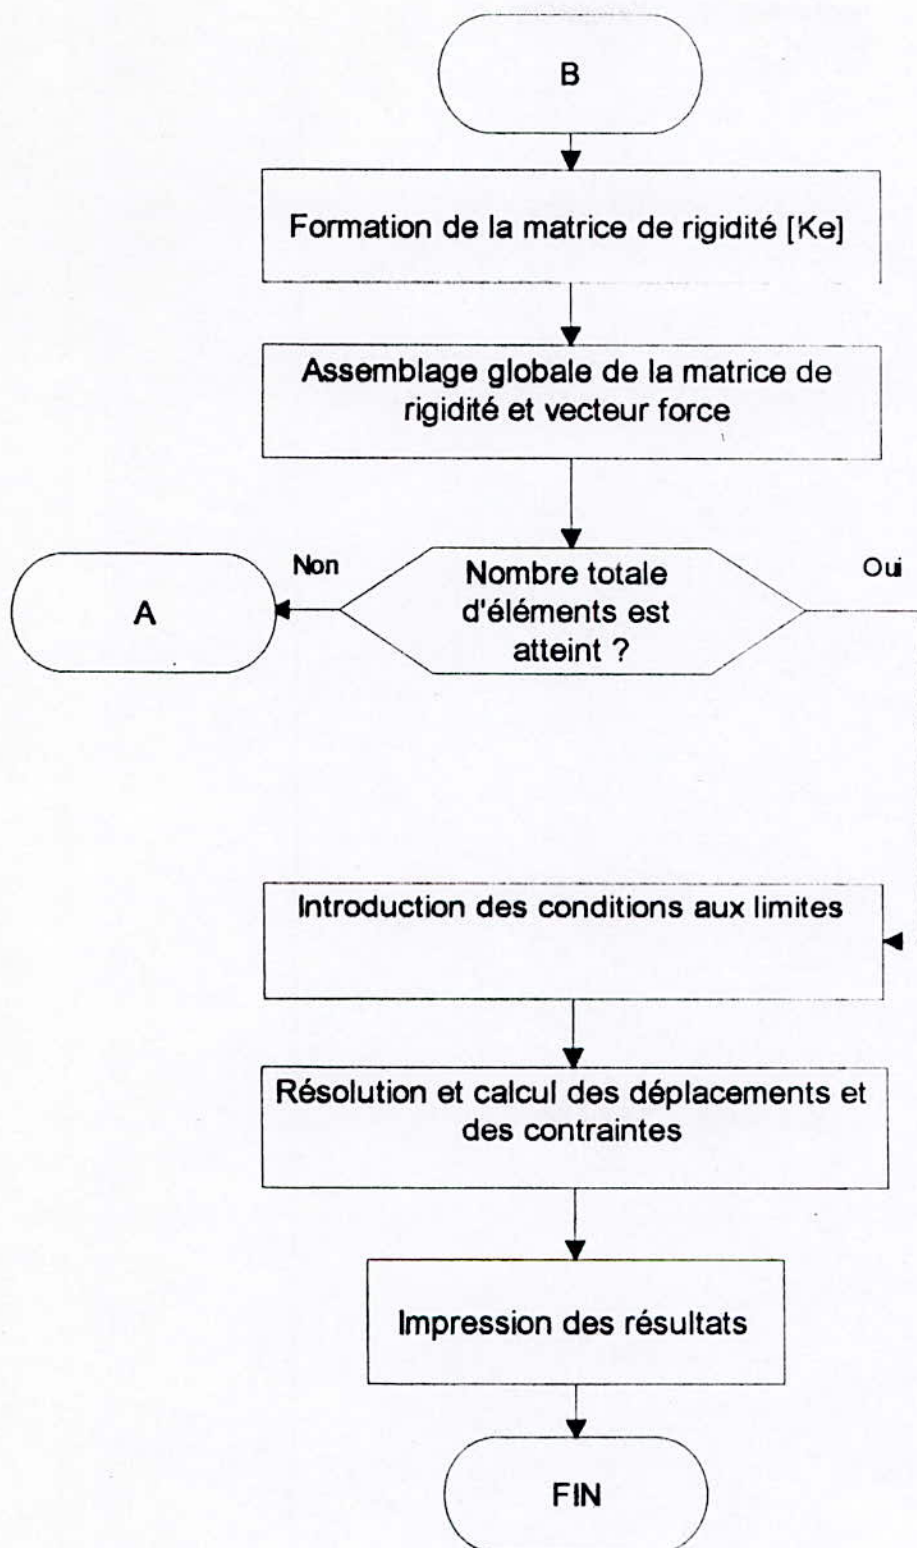 B
Formation de la matrice de rigidité [Ke]
Assemblage globale de la matrice de
rigidité et vecteur force
Non
Nombre totale
d'éléments est
atteint ?
Oui
A
Introduction des conditions aux limites
Résolution et calcul des déplacements et
des contraintes
Impression des résultats
FIN